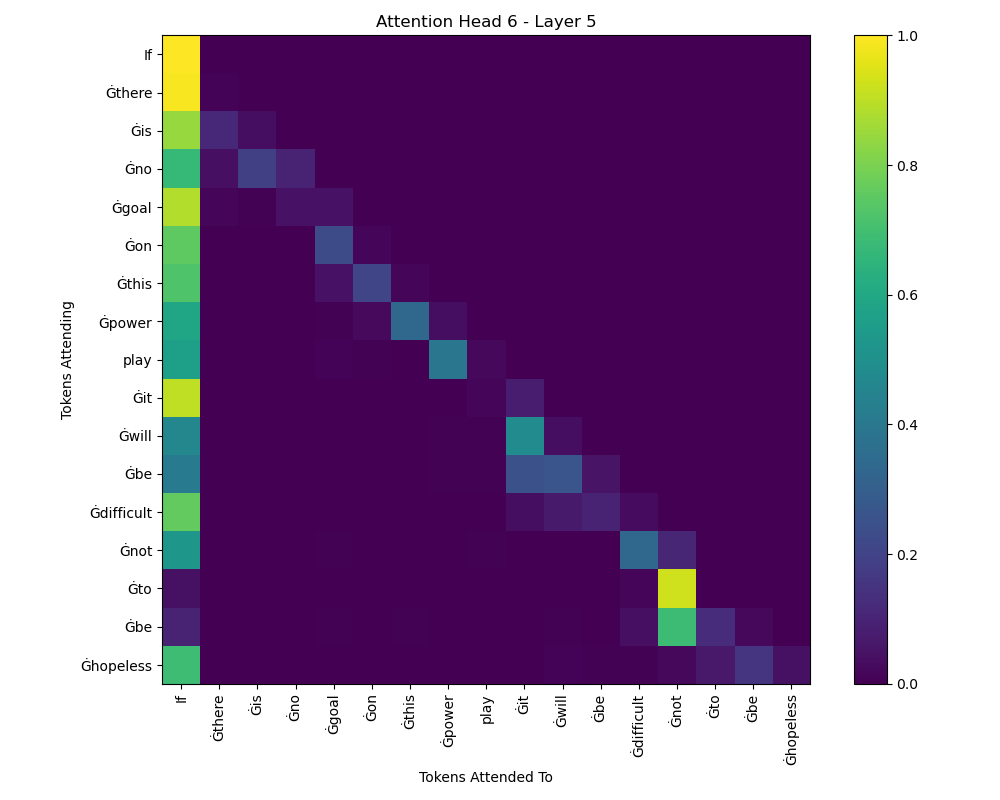 Attention Head 6 - Layer 5
If
Ġthere
Ġis
Ġno
Ġgoal
Ġon
Ġthis
Ġpower
play
Ġit
Ġwill
Ġbe
Ġdifficult
Ġnot
Ġto
Ġbe
Ġhopeless
Tokens Attending
If
Ġthere
Ġis
Ġno
Ġgoal
Ġon
Ġthis
Ġpower
play
Ġit
Ġwill
Ġbe
Ġdifficult
Ġnot
Ġto
Ġbe
Ġhopeless
Tokens Attended To
1.0
0.8
0.6
0.4
0.2
0.0